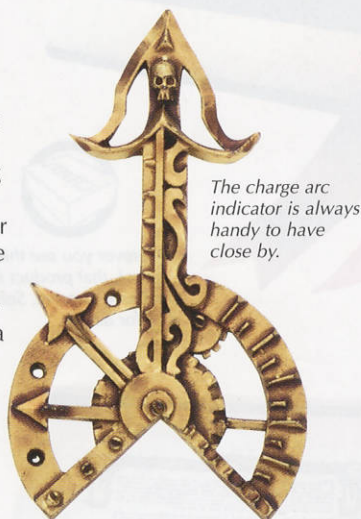 The charge arc
indicator is always
handy to have
close by.
r
e
a